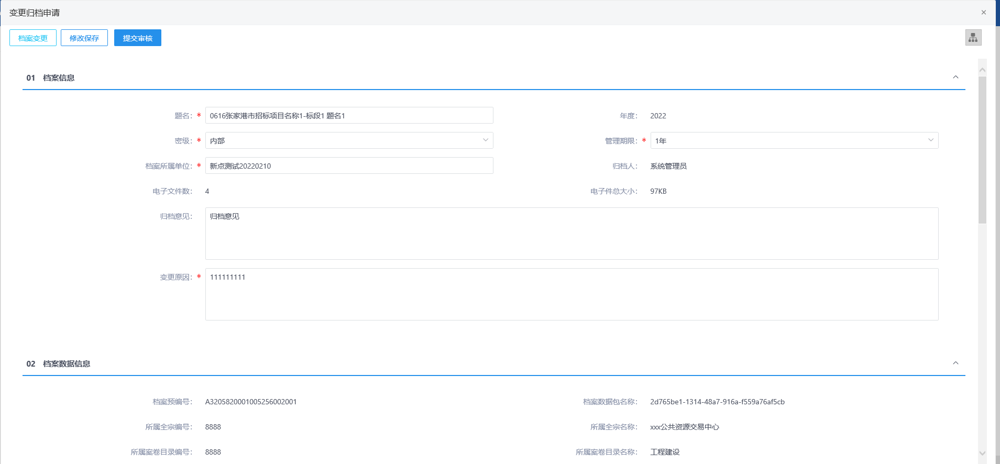 变更归档申请
档案变更 修改保存 提交审核
01 档案信息
题名: * 0616张家港市招标项目名称1-标段1 题名1 年度: 2022
密级: * 内部 管理期限: * 1年
档案所属单位: * 新点测试20220210 归档人: 系统管理员
电子文件数: 4 电子件总大小: 97KB
归档意见: 归档意见
变更原因: * 111111111
02 档案数据信息
档案预编号: A3205820001005256002001 档案数据包名称: 2d765be1-1314-48a7-916a-f559a76af5cb
所属全宗编号: 8888 所属全宗名称: xxx公共资源交易中心
所属案卷目录编号: 8888 所属案卷目录名称: 工程建设